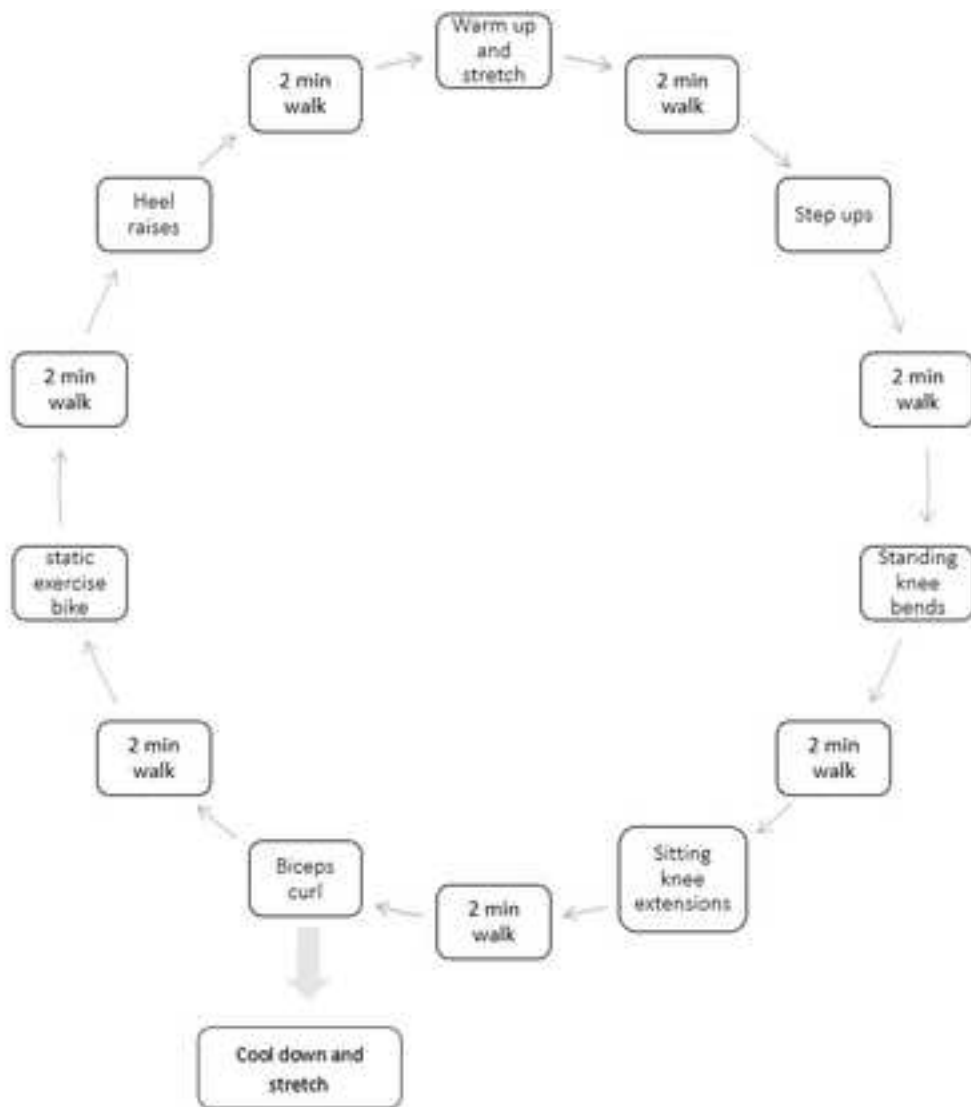 Warm up
and
stretch
2 min
walk
Step ups
2 min
walk
Standing
knee
bends
2 min
walk
Sitting
knee
extensions
2 min
walk
Biceps
curl
2 min
walk
static
exercise
bike
2 min
walk
Heel
raises
2 min
walk
Cool down and
stretch